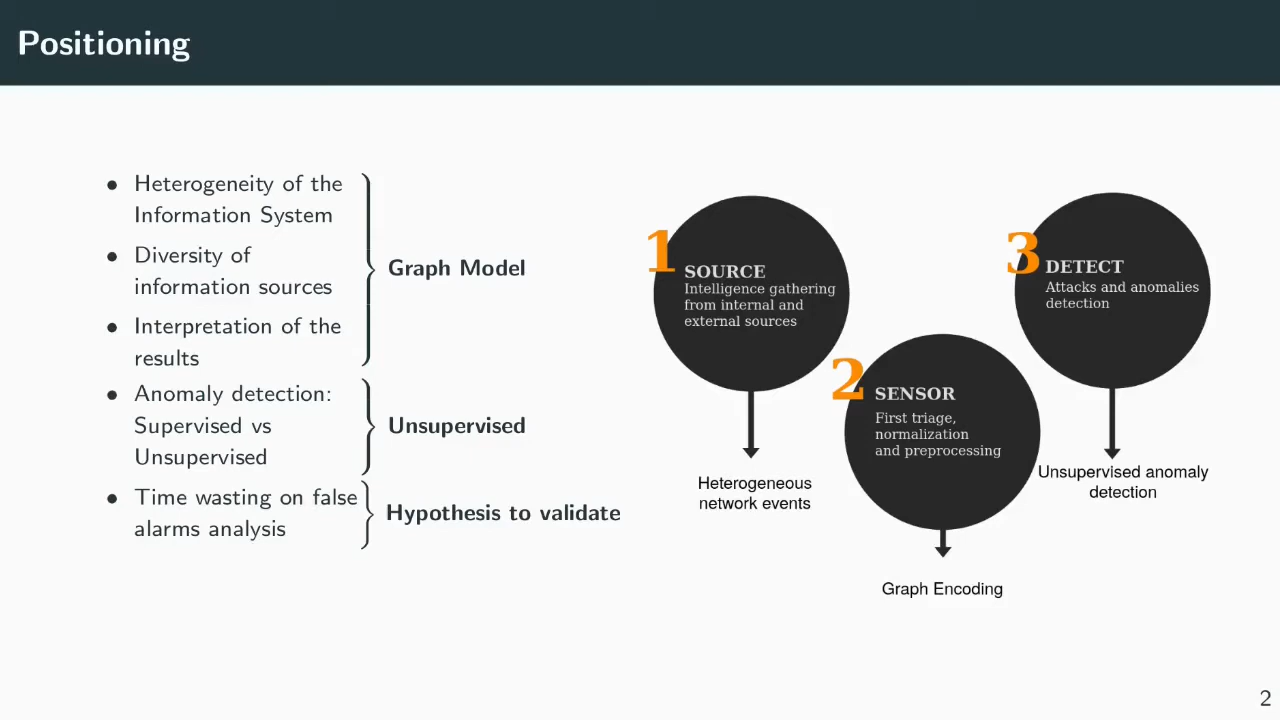 Positioning
• Heterogeneity of the
Information System
• Diversity of
information sources
• Interpretation of the
results
Graph Model
• Anomaly detection:
Supervised vs
Unsupervised
Unsupervised
• Time wasting on false
alarms analysis
Hypothesis to validate
1
SOURCE
Intelligence gathering
from internal and
external sources
Heterogeneous
network events
2
SENSOR
First triage,
normalization
and preprocessing
Graph Encoding
3
DETECT
Attacks and anomalies
detection
Unsupervised anomaly
detection
2